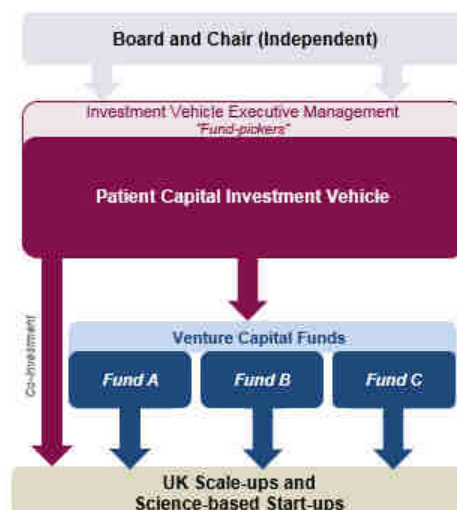 Board and Chair (Independent)
Investment Vehicle Executive Management
"Fund-pickers"
Patient Capital Investment Vehicle
Co-investment
Venture Capital Funds
Fund A
Fund B
Fund C
UK Scale-ups and
Science-based Start-ups